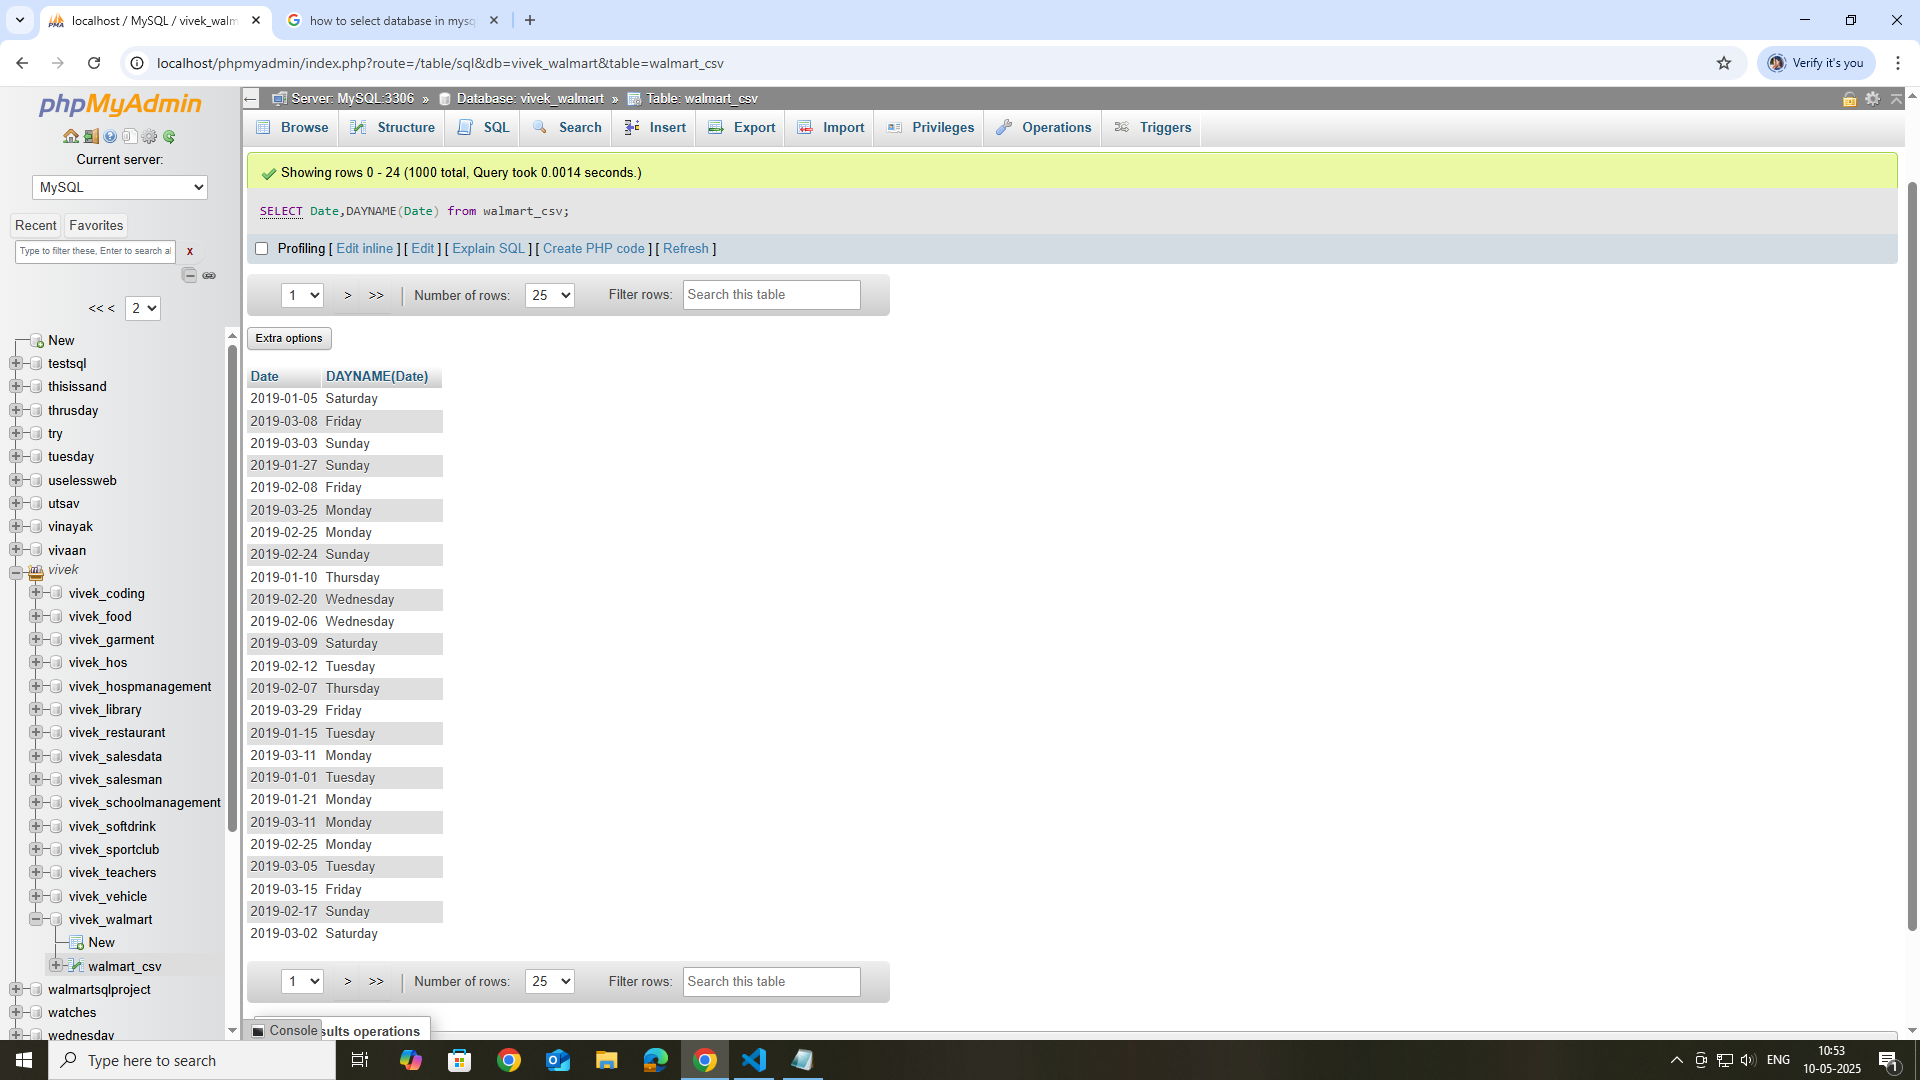 localhost / MySQL / vivek_walm
how to select database in mysq
localhost/phpmyadmin/index.php?route=/table/sql&db=vivek_walmart&table=walmart_csv
Verify it's you
phpMyAdmin
Current server:
MySQL
Recent
Favorites
Type to filter these, Enter to search al
x
<< <
2
New
testsql
thisissand
thrusday
try
tuesday
uselessweb
utsav
vinayak
vivaan
vivek
vivek_coding
vivek_food
vivek_garment
vivek_hos
vivek_hospmanagement
vivek_library
vivek_restaurant
vivek_salesdata
vivek_salesman
vivek_schoolmanagement
vivek_softdrink
vivek_sportclub
vivek_teachers
vivek_vehicle
vivek_walmart
New
walmart_csv
walmartsqlproject
watches
wednesday
Server: MySQL:3306 » Database: vivek_walmart » Table: walmart_csv
Browse Structure SQL Search Insert Export Import Privileges Operations Triggers
Showing rows 0 - 24 (1000 total, Query took 0.0014 seconds.)
SELECT Date,DAYNAME(Date) from walmart_csv;
Profiling [ Edit inline ] [ Edit ] [ Explain SQL ] [ Create PHP code ] [ Refresh ]
1 > >> | Number of rows: 25 Filter rows: Search this table
Extra options
Date DAYNAME(Date)
2019-01-05 Saturday
2019-03-08 Friday
2019-03-03 Sunday
2019-01-27 Sunday
2019-02-08 Friday
2019-03-25 Monday
2019-02-25 Monday
2019-02-24 Sunday
2019-01-10 Thursday
2019-02-20 Wednesday
2019-02-06 Wednesday
2019-03-09 Saturday
2019-02-12 Tuesday
2019-02-07 Thursday
2019-03-29 Friday
2019-01-15 Tuesday
2019-03-11 Monday
2019-01-01 Tuesday
2019-01-21 Monday
2019-03-11 Monday
2019-02-25 Monday
2019-03-05 Tuesday
2019-03-15 Friday
2019-02-17 Sunday
2019-03-02 Saturday
1 > >> | Number of rows: 25 Filter rows: Search this table
Console
sults operations
Type here to search
ENG
10:53
10-05-2025
1